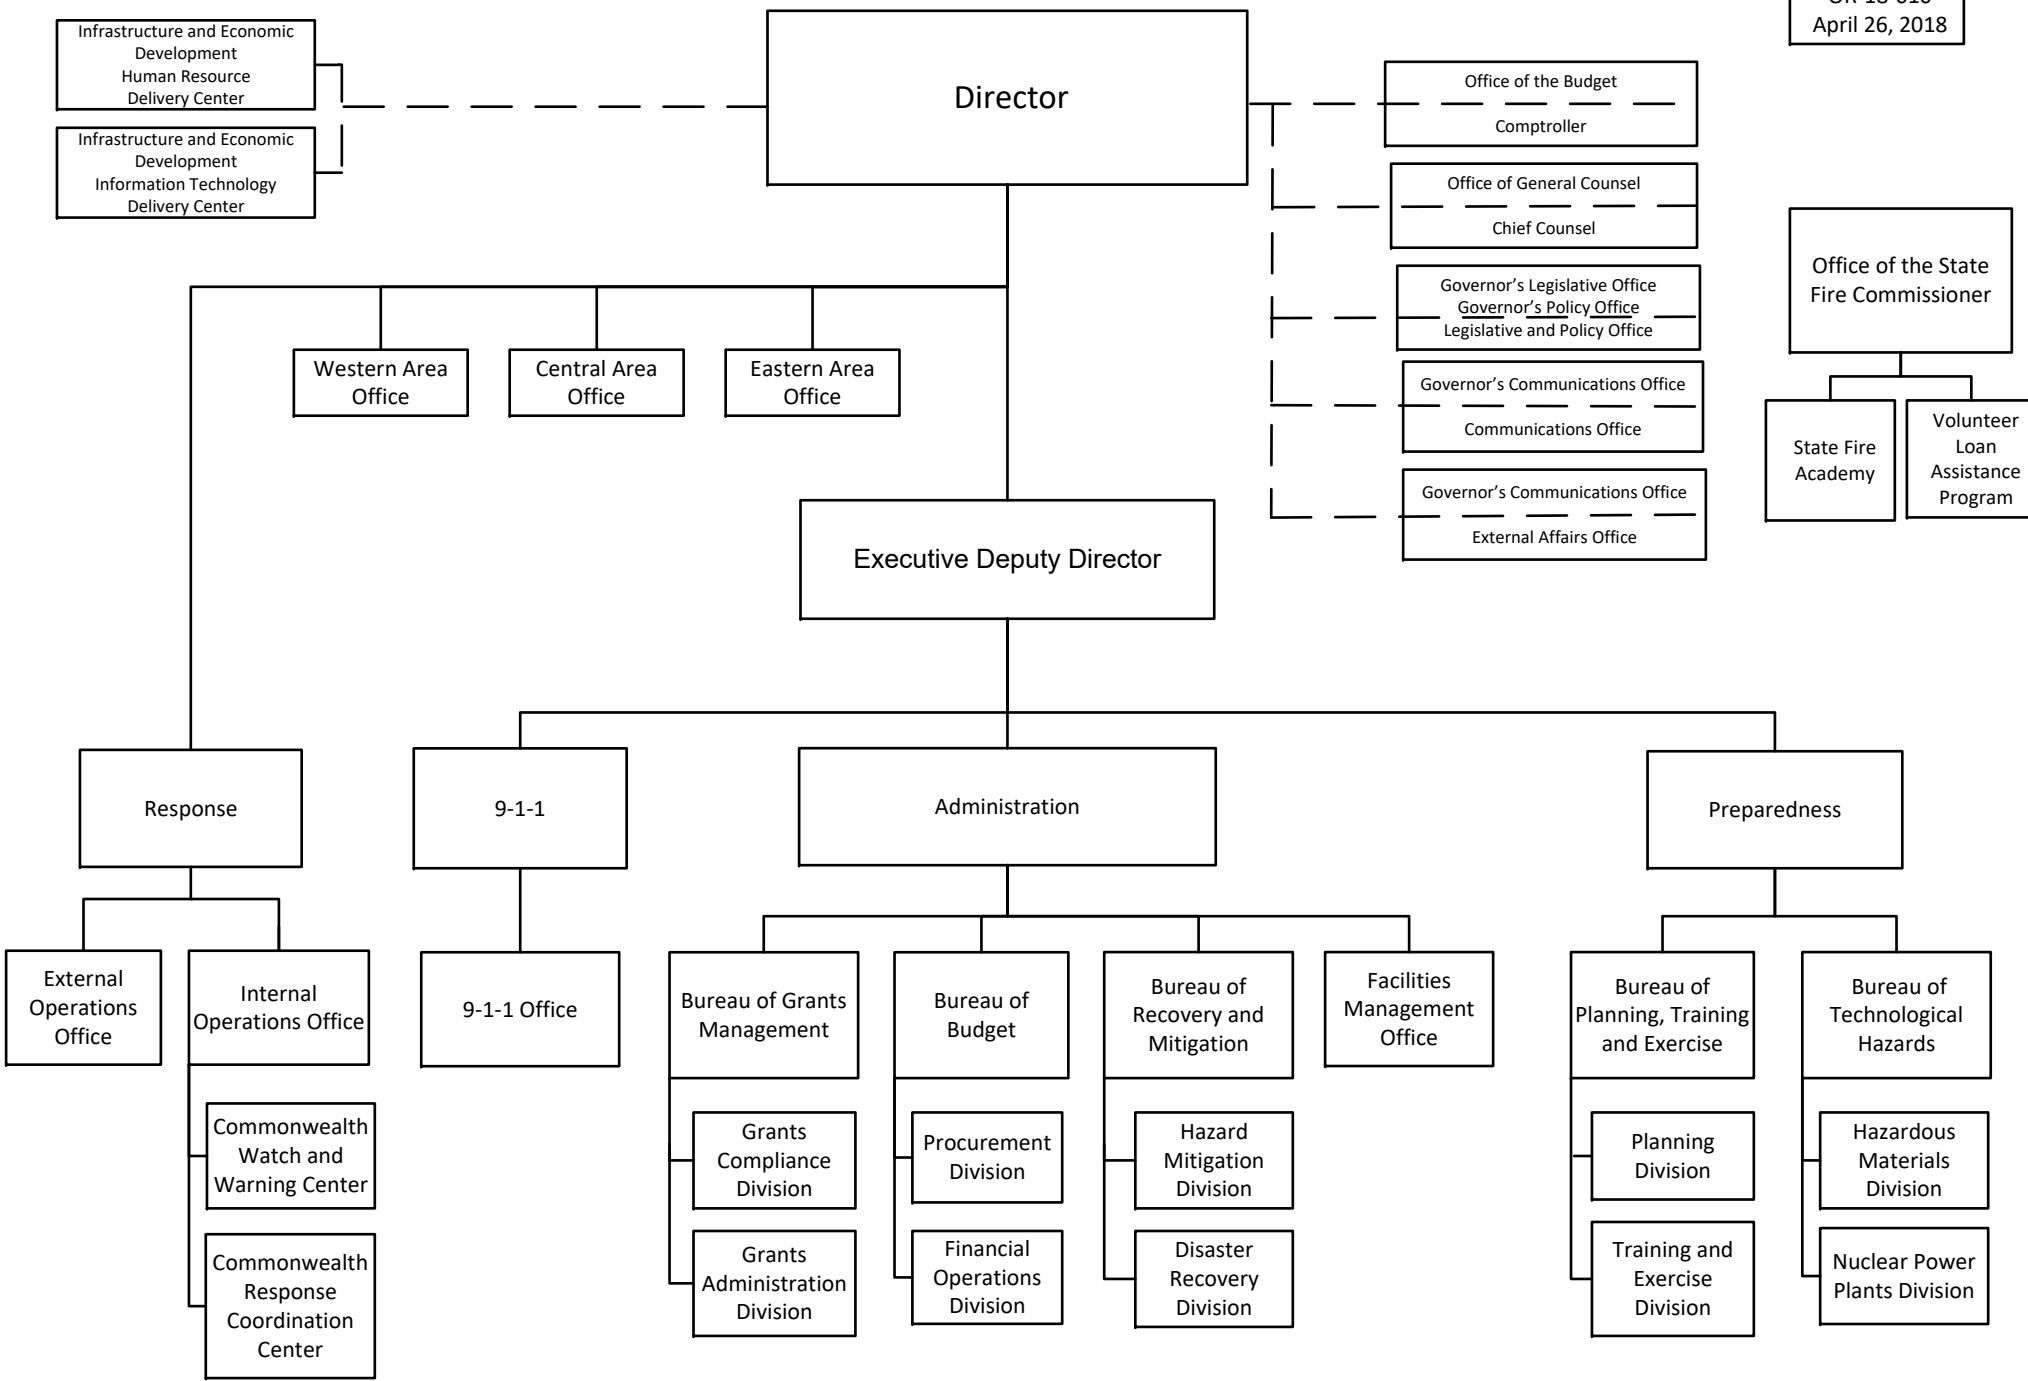 OR-18-010
April 26, 2018
Infrastructure and Economic
Development
Human Resource
Delivery Center
Infrastructure and Economic
Development
Information Technology
Delivery Center
Director
Office of the Budget
Comptroller
Office of General Counsel
Chief Counsel
Governor's Legislative Office
Governor's Policy Office
Legislative and Policy Office
Governor's Communications Office
Communications Office
Governor's Communications Office
External Affairs Office
Office of the State
Fire Commissioner
State Fire
Academy
Volunteer
Loan
Assistance
Program
Western Area
Office
Central Area
Office
Eastern Area
Office
Executive Deputy Director
Response
9-1-1
Administration
Preparedness
External
Operations
Office
Internal
Operations Office
Commonwealth
Watch and
Warning Center
Commonwealth
Response
Coordination
Center
9-1-1 Office
Bureau of Grants
Management
Grants
Compliance
Division
Grants
Administration
Division
Bureau of
Budget
Procurement
Division
Financial
Operations
Division
Bureau of
Recovery and
Mitigation
Hazard
Mitigation
Division
Disaster
Recovery
Division
Facilities
Management
Office
Bureau of
Planning, Training
and Exercise
Planning
Division
Training and
Exercise
Division
Bureau of
Technological
Hazards
Hazardous
Materials
Division
Nuclear Power
Plants Division